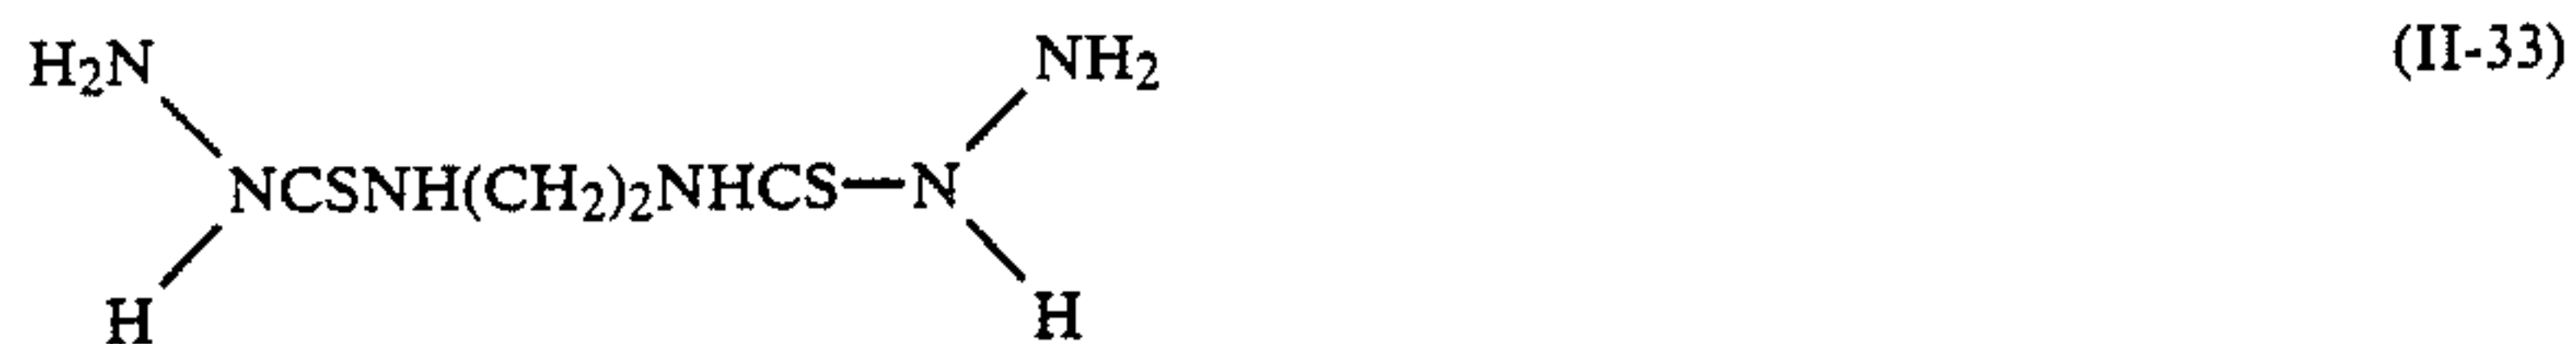 H2N NH2 (II-33)
NCSNH(CH2)2NHCS—N
H H